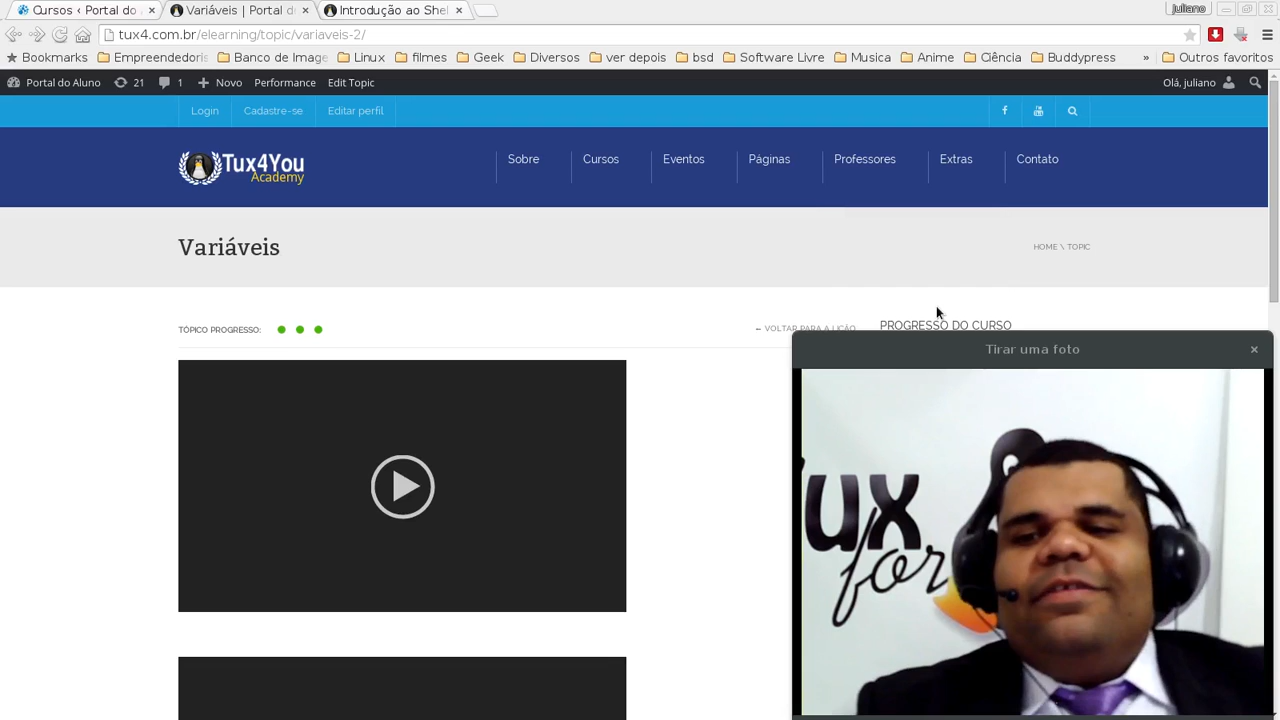 Cursos ‹ Portal do A
Variáveis | Portal d
Introdução ao Shel
juliano
tux4.com.br/elearning/topic/variaveis-2/
Bookmarks
Empreendedoris
Banco de Image
Linux
filmes
Geek
Diversos
ver depois
bsd
Software Livre
Musica
Anime
Ciência
Buddypress
»
Outros favoritos
Portal do Aluno
21
1
Novo
Performance
Edit Topic
Olá, juliano
Login
Cadastre-se
Editar perfil
Tux4You
Academy
Sobre
Cursos
Eventos
Páginas
Professores
Extras
Contato
Variáveis
HOME \ TOPIC
TÓPICO PROGRESSO:
← VOLTAR PARA A LIÇÃO
PROGRESSO DO CURSO
Tirar uma foto
Tux
for